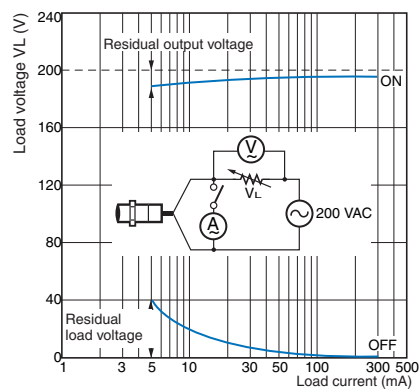 Load voltage VL (V)
240
200
160
120
80
40
0
Residual output voltage
ON
V
VL
A
200 VAC
Residual
load voltage
OFF
1 3 5 10 30 50 100 300 500
Load current (mA)